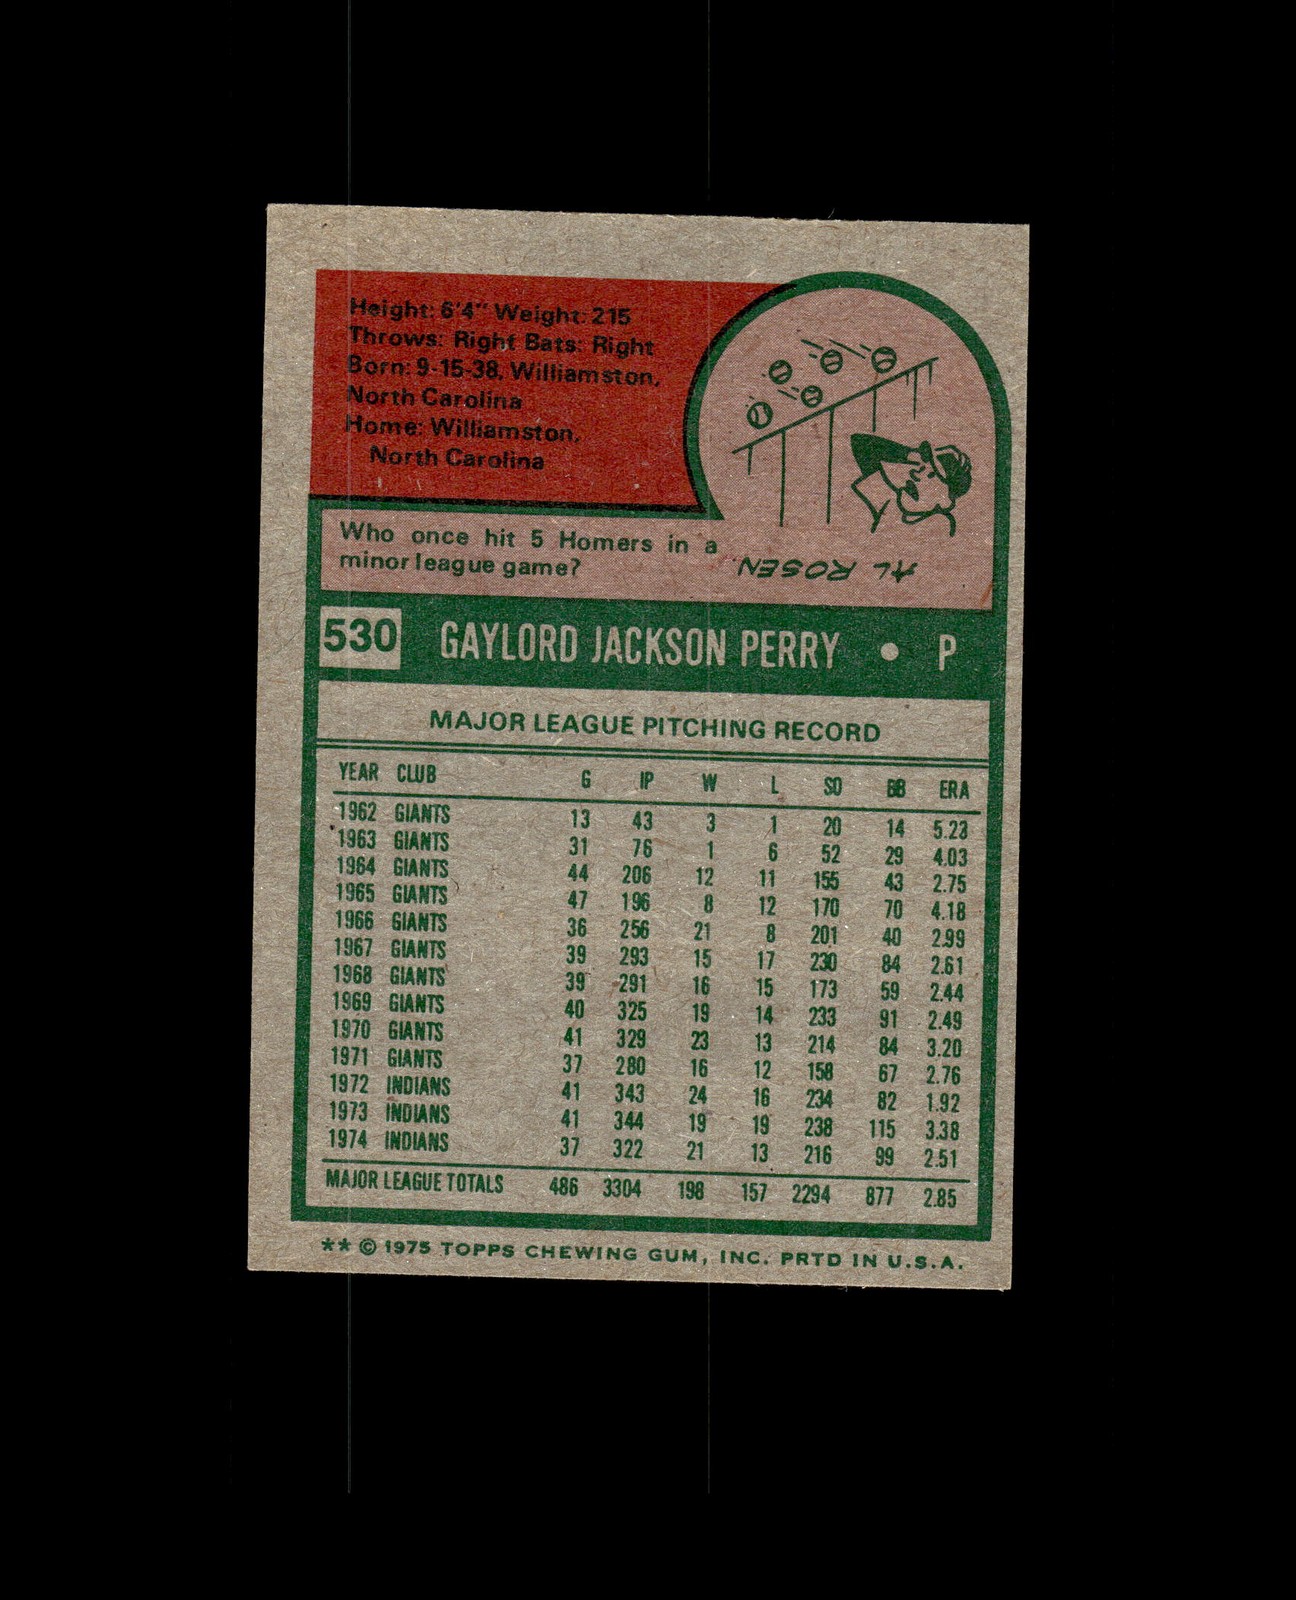 Height: 6'4" Weight: 215
Throws: Right Bats: Right
Born: 9-15-38, Williamston,
North Carolina
Home: Williamston,
North Carolina
Who once hit 5 Homers in a
minor league game?
AL ROSEN.
530 GAYLORD JACKSON PERRY • P
MAJOR LEAGUE PITCHING RECORD
YEAR CLUB G IP W L SO BB ERA
1962 GIANTS 13 43 3 1 20 14 5.23
1963 GIANTS 31 76 1 6 52 29 4.03
1964 GIANTS 44 206 12 11 155 43 2.75
1965 GIANTS 47 196 8 12 170 70 4.18
1966 GIANTS 36 256 21 8 201 40 2.99
1967 GIANTS 39 293 15 17 230 84 2.61
1968 GIANTS 39 291 16 15 173 59 2.44
1969 GIANTS 40 325 19 14 233 91 2.49
1970 GIANTS 41 329 23 13 214 84 3.20
1971 GIANTS 37 280 16 12 158 67 2.76
1972 INDIANS 41 343 24 16 234 82 1.92
1973 INDIANS 41 344 19 19 238 115 3.38
1974 INDIANS 37 322 21 13 216 99 2.51
MAJOR LEAGUE TOTALS 486 3304 198 157 2294 877 2.85
** © 1975 TOPPS CHEWING GUM, INC. PRTD IN U.S.A.